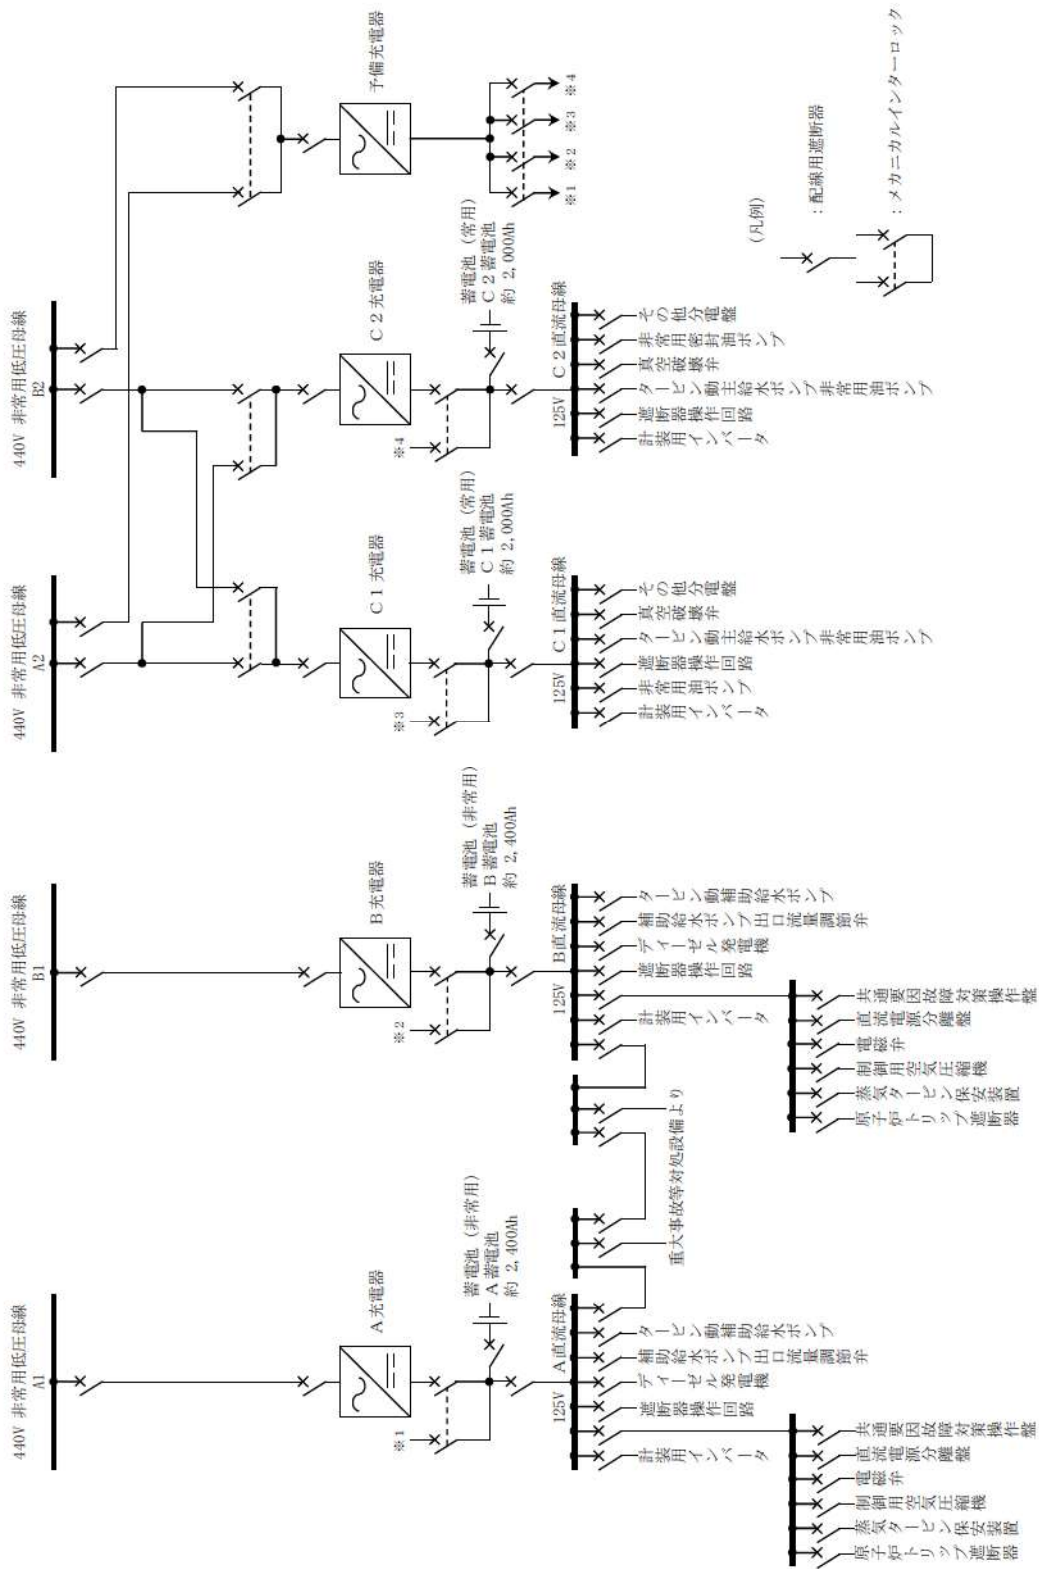 440V 非常用低圧母線
A1
440V 非常用低圧母線
B1
440V 非常用低圧母線
A2
440V 非常用低圧母線
B2
A充電器
B充電器
C1充電器
C2充電器
予備充電器
※1
※2
※3
※4
※1
※2
※3
※4
蓄電池（非常用）
A蓄電池
約 2,400Ah
蓄電池（非常用）
B蓄電池
約 2,400Ah
蓄電池（常用）
C1蓄電池
約 2,000Ah
蓄電池（常用）
C2蓄電池
約 2,000Ah
125V A直流母線
計装用インバータ
遮断器操作回路
ディーゼル発電機
補助給水ポンプ出口流量調節弁
タービン動補助給水ポンプ
原子炉トリップ遮断器
蒸気タービン保安装置
制御用空気圧縮機
電磁弁
直流電源分離盤
共通要因故障対策操作盤
重大事故等対処設備より
125V B直流母線
計装用インバータ
遮断器操作回路
ディーゼル発電機
補助給水ポンプ出口流量調節弁
タービン動補助給水ポンプ
原子炉トリップ遮断器
蒸気タービン保安装置
制御用空気圧縮機
電磁弁
直流電源分離盤
共通要因故障対策操作盤
125V C1直流母線
計装用インバータ
非常用油ポンプ
遮断器操作回路
タービン動主給水ポンプ非常用油ポンプ
真空破壊弁
その他分電盤
125V C2直流母線
計装用インバータ
遮断器操作回路
タービン動主給水ポンプ非常用油ポンプ
真空破壊弁
非常用密封油ポンプ
その他分電盤
（凡例）
：配線用遮断器
：メカニカルインターロック